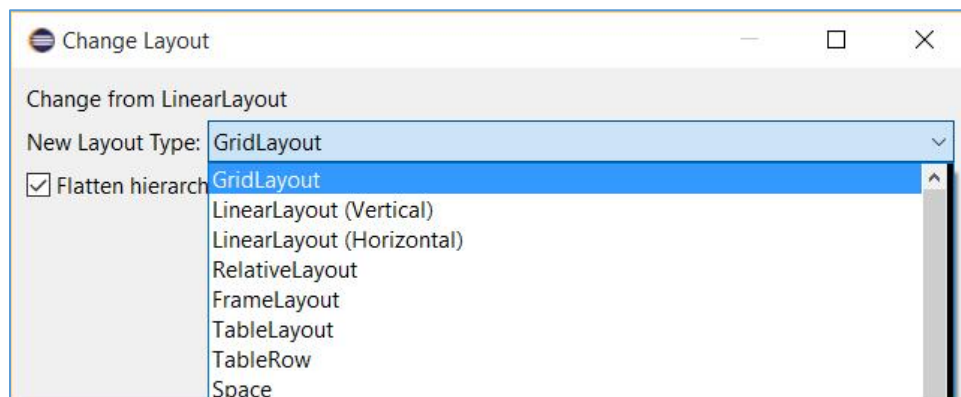 Change Layout
Change from LinearLayout
New Layout Type: GridLayout
Flatten hierarch GridLayout
LinearLayout (Vertical)
LinearLayout (Horizontal)
RelativeLayout
FrameLayout
TableLayout
TableRow
Space